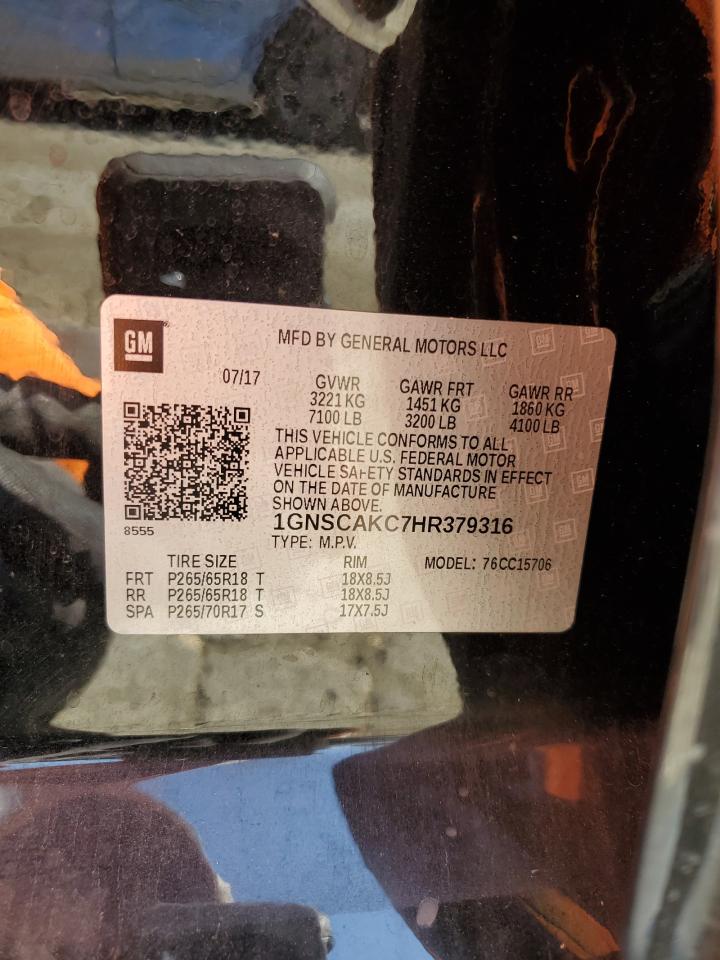 GM
MFD BY GENERAL MOTORS LLC
07/17
GVWR GAWR FRT GAWR RR
3221 KG 1451 KG 1860 KG
7100 LB 3200 LB 4100 LB
THIS VEHICLE CONFORMS TO ALL
APPLICABLE U.S. FEDERAL MOTOR
VEHICLE SAFETY STANDARDS IN EFFECT
ON THE DATE OF MANUFACTURE
SHOWN ABOVE.
8555
1GNSCAKC7HR379316
TYPE: M.P.V.
TIRE SIZE RIM MODEL: 76CC15706
FRT P265/65R18 T 18X8.5J
RR P265/65R18 T 18X8.5J
SPA P265/70R17 S 17X7.5J